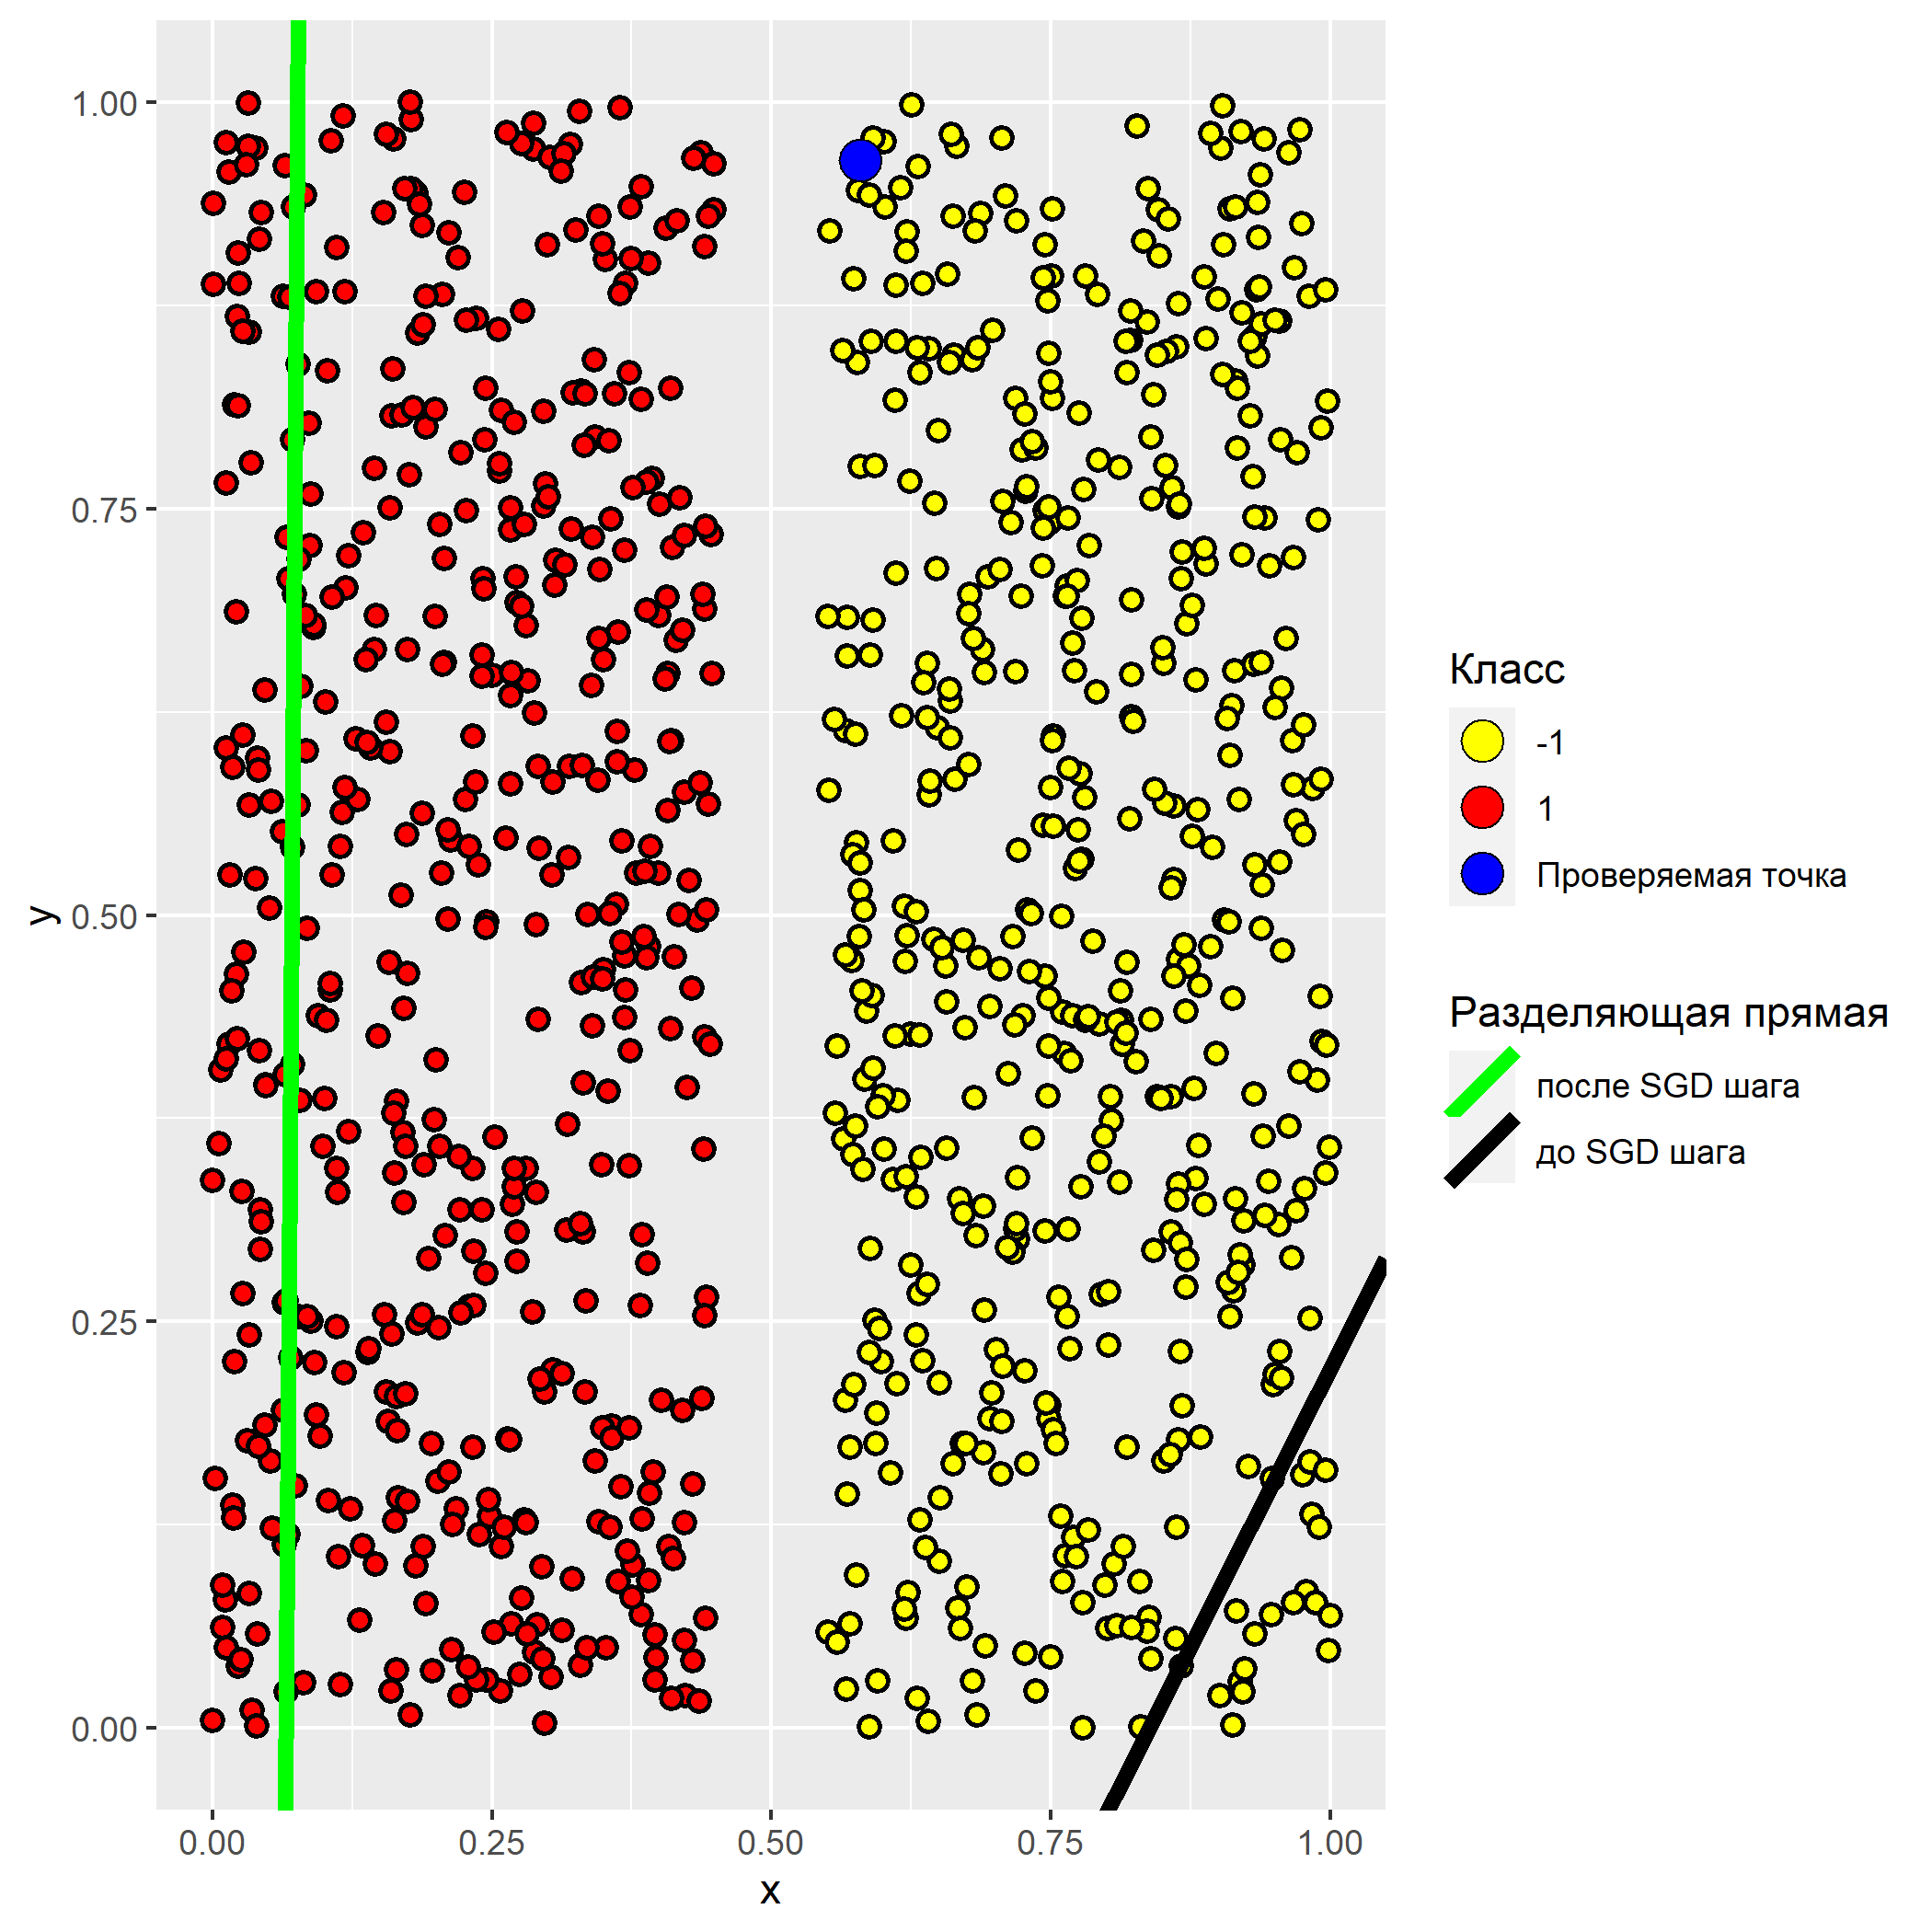 1.00
0.75
0.50
0.25
0.00
y
0.00 0.25 0.50 0.75 1.00
x
Класс
-1
1
Проверяемая точка
Разделяющая прямая
после SGD шага
до SGD шага